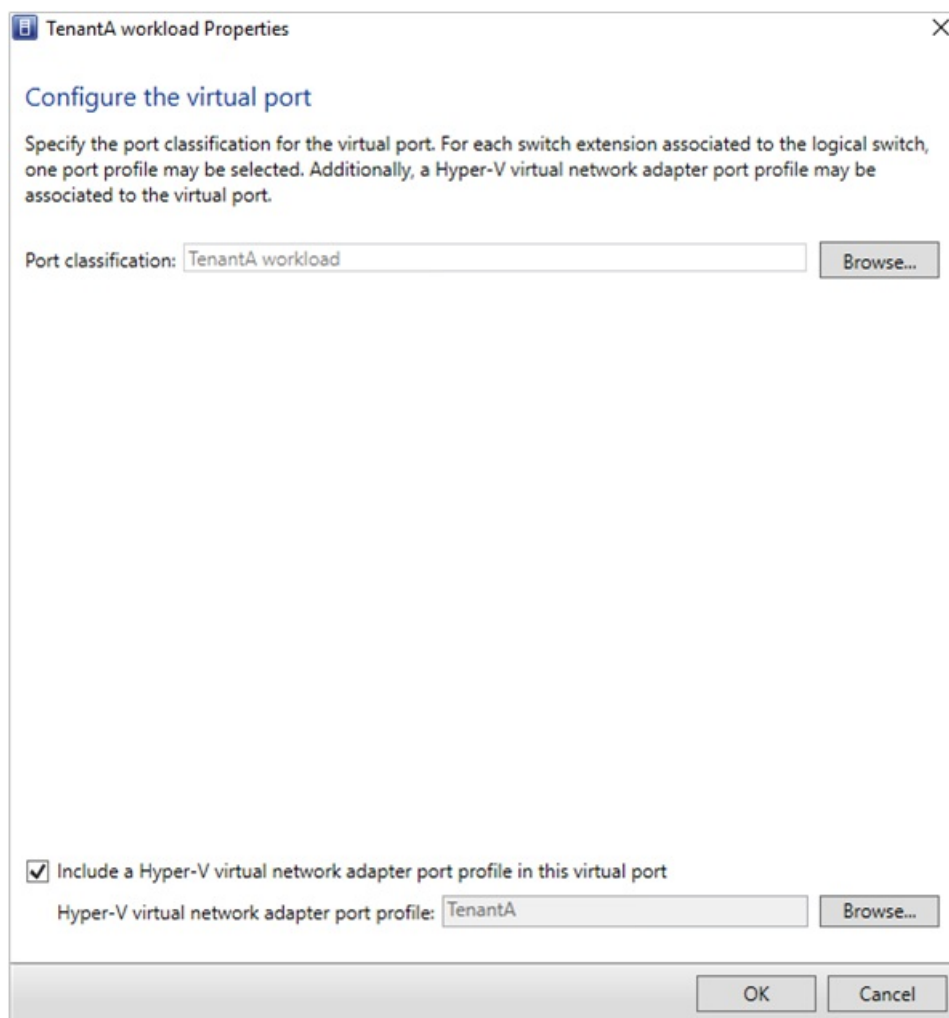 TenantA workload Properties
Configure the virtual port
Specify the port classification for the virtual port. For each switch extension associated to the logical switch,
one port profile may be selected. Additionally, a Hyper-V virtual network adapter port profile may be
associated to the virtual port.
Port classification: TenantA workload Browse...
Include a Hyper-V virtual network adapter port profile in this virtual port
Hyper-V virtual network adapter port profile: TenantA Browse...
OK Cancel